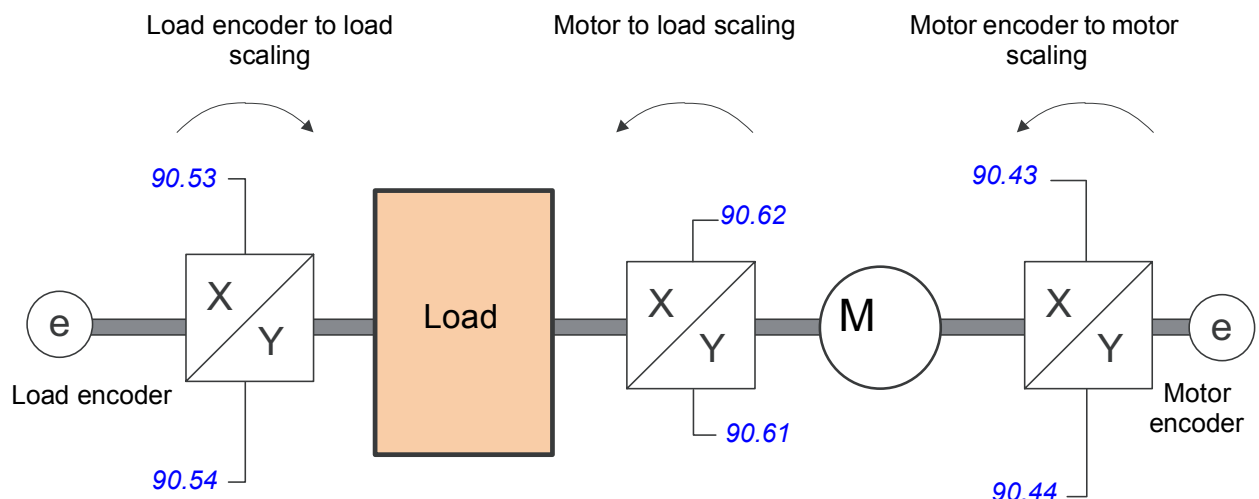 Load encoder to load
scaling
Motor to load scaling
Motor encoder to motor
scaling
90.53
90.62
90.43
X
Y
Load
X
Y
M
X
Y
e
e
Load encoder
Motor
encoder
90.54
90.61
90.44